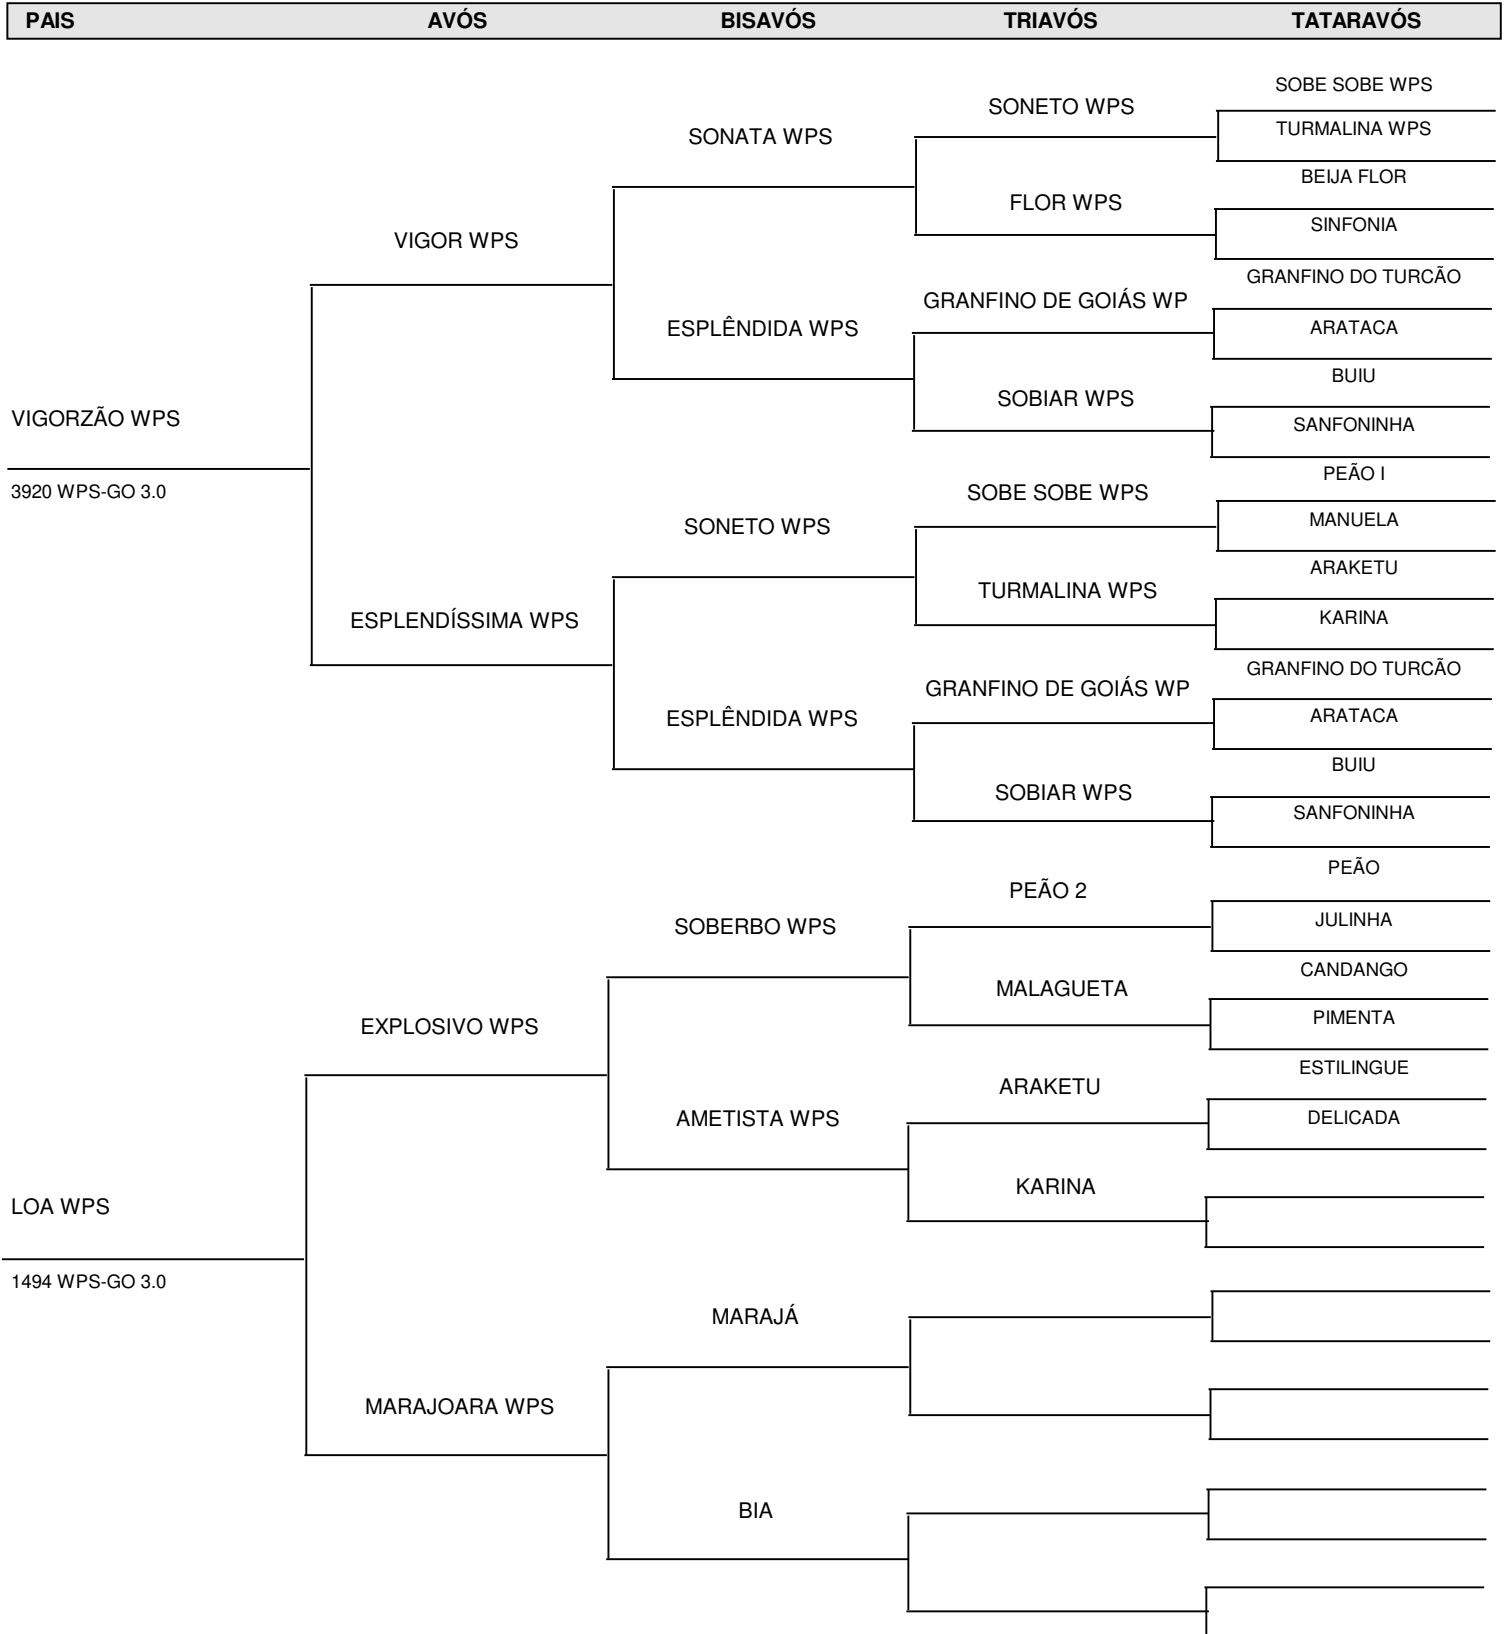 PAIS AVÓS BISAVÓS TRIAVÓS TATARAVÓS
SOBE SOBE WPS
SONETO WPS
TURMALINA WPS
SONATA WPS
BEIJA FLOR
FLOR WPS
SINFONIA
VIGOR WPS
GRANFINO DO TURCÃO
GRANFINO DE GOIÁS WP
ARATACA
ESPLÊNDIDA WPS
BUIU
SOBIAR WPS
SANFONINHA
VIGORZÃO WPS
3920 WPS-GO 3.0
PEÃO I
SOBE SOBE WPS
MANUELA
SONETO WPS
ARAKETU
TURMALINA WPS
KARINA
ESPLENDÍSSIMA WPS
GRANFINO DO TURCÃO
GRANFINO DE GOIÁS WP
ARATACA
ESPLÊNDIDA WPS
BUIU
SOBIAR WPS
SANFONINHA
PEÃO
PEÃO 2
JULINHA
SOBERBO WPS
CANDANGO
MALAGUETA
PIMENTA
EXPLOSIVO WPS
ESTILINGUE
ARAKETU
DELICADA
AMETISTA WPS
KARINA
LOA WPS
1494 WPS-GO 3.0
MARAJÁ
MARAJOARA WPS
BIA